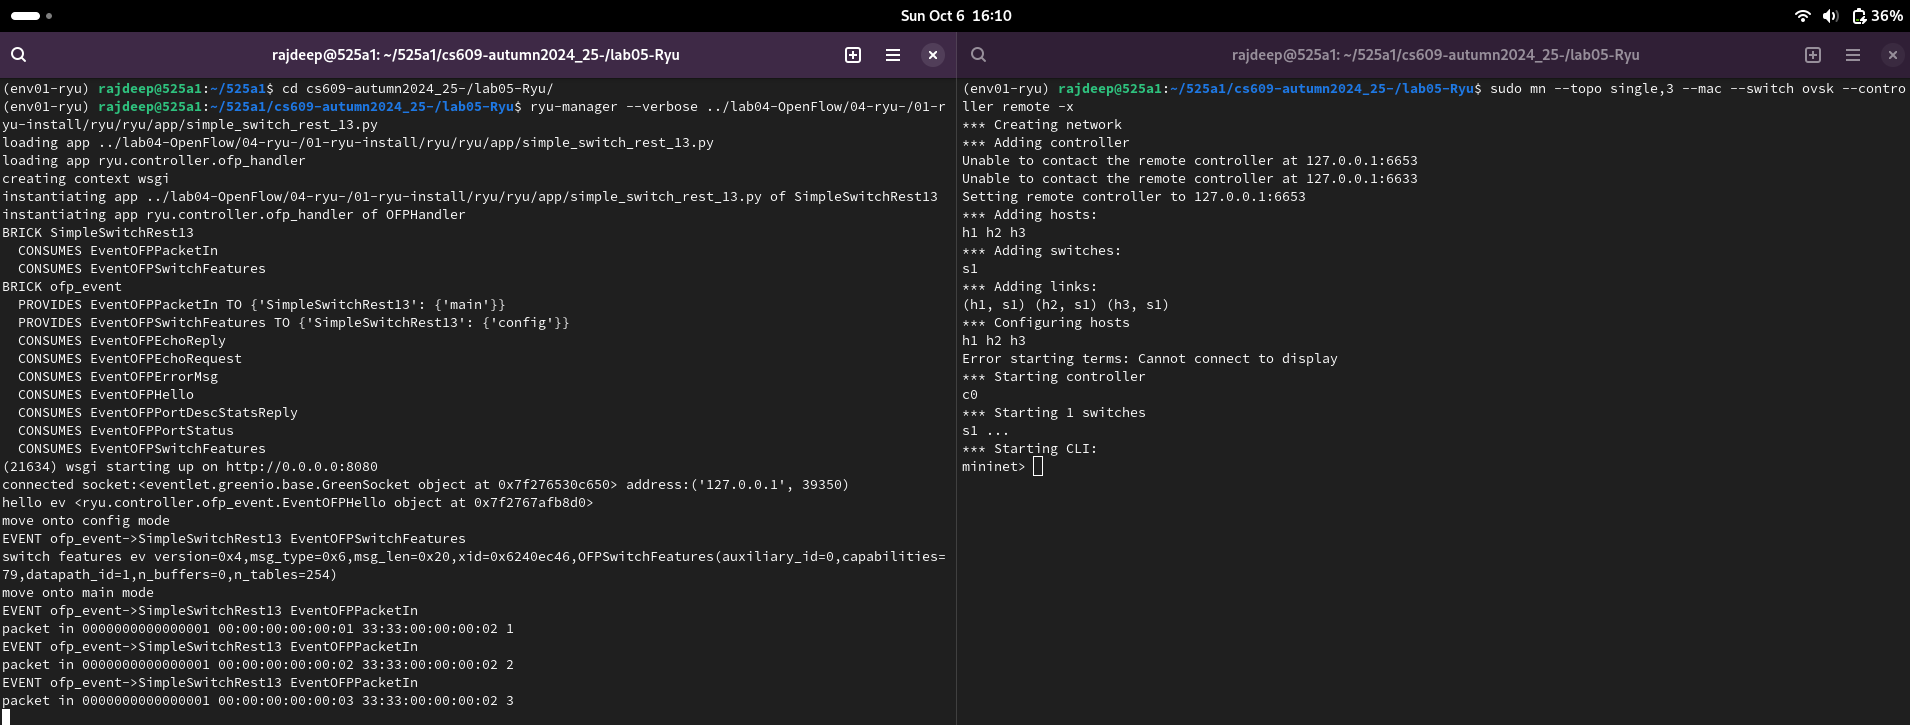 Sun Oct 6 16:10
36%
rajdeep@525a1: ~/525a1/cs609-autumn2024_25-/lab05-Ryu
(env01-ryu) rajdeep@525a1:~/525a1$ cd cs609-autumn2024_25-/lab05-Ryu/
(env01-ryu) rajdeep@525a1:~/525a1/cs609-autumn2024_25-/lab05-Ryu$ ryu-manager --verbose ../lab04-OpenFlow/04-ryu-/01-r
yu-install/ryu/ryu/app/simple_switch_rest_13.py
loading app ../lab04-OpenFlow/04-ryu-/01-ryu-install/ryu/ryu/app/simple_switch_rest_13.py
loading app ryu.controller.ofp_handler
creating context wsgi
instantiating app ../lab04-OpenFlow/04-ryu-/01-ryu-install/ryu/ryu/app/simple_switch_rest_13.py of SimpleSwitchRest13
instantiating app ryu.controller.ofp_handler of OFPHandler
BRICK SimpleSwitchRest13
  CONSUMES EventOFPPacketIn
  CONSUMES EventOFPSwitchFeatures
BRICK ofp_event
  PROVIDES EventOFPPacketIn TO {'SimpleSwitchRest13': {'main'}}
  PROVIDES EventOFPSwitchFeatures TO {'SimpleSwitchRest13': {'config'}}
  CONSUMES EventOFPEchoReply
  CONSUMES EventOFPEchoRequest
  CONSUMES EventOFPErrorMsg
  CONSUMES EventOFPHello
  CONSUMES EventOFPPortDescStatsReply
  CONSUMES EventOFPPortStatus
  CONSUMES EventOFPSwitchFeatures
(21634) wsgi starting up on http://0.0.0.0:8080
connected socket:<eventlet.greenio.base.GreenSocket object at 0x7f276530c650> address:('127.0.0.1', 39350)
hello ev <ryu.controller.ofp_event.EventOFPHello object at 0x7f2767afb8d0>
move onto config mode
EVENT ofp_event->SimpleSwitchRest13 EventOFPSwitchFeatures
switch features ev version=0x4,msg_type=0x6,msg_len=0x20,xid=0x6240ec46,OFPSwitchFeatures(auxiliary_id=0,capabilities=
79,datapath_id=1,n_buffers=0,n_tables=254)
move onto main mode
EVENT ofp_event->SimpleSwitchRest13 EventOFPPacketIn
packet in 0000000000000001 00:00:00:00:00:01 33:33:00:00:00:02 1
EVENT ofp_event->SimpleSwitchRest13 EventOFPPacketIn
packet in 0000000000000001 00:00:00:00:00:02 33:33:00:00:00:02 2
EVENT ofp_event->SimpleSwitchRest13 EventOFPPacketIn
packet in 0000000000000001 00:00:00:00:00:03 33:33:00:00:00:02 3
rajdeep@525a1: ~/525a1/cs609-autumn2024_25-/lab05-Ryu
(env01-ryu) rajdeep@525a1:~/525a1/cs609-autumn2024_25-/lab05-Ryu$ sudo mn --topo single,3 --mac --switch ovsk --contro
ller remote -x
*** Creating network
*** Adding controller
Unable to contact the remote controller at 127.0.0.1:6653
Unable to contact the remote controller at 127.0.0.1:6633
Setting remote controller to 127.0.0.1:6653
*** Adding hosts:
h1 h2 h3
*** Adding switches:
s1
*** Adding links:
(h1, s1) (h2, s1) (h3, s1)
*** Configuring hosts
h1 h2 h3
Error starting terms: Cannot connect to display
*** Starting controller
c0
*** Starting 1 switches
s1 ...
*** Starting CLI:
mininet>